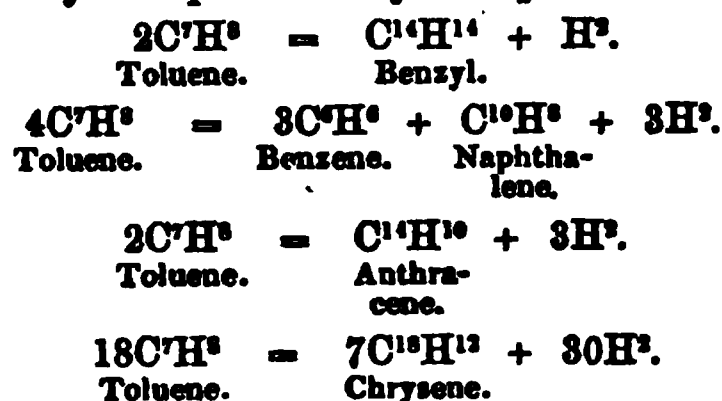 2C⁷H⁸ = C¹⁴H¹⁴ + H².
Toluene. Benzyl.
4C⁷H⁸ = 3C⁶H⁶ + C¹⁰H⁸ + 3H².
Toluene. Benzene. Naphtha-
lene.
2C⁷H⁸ = C¹⁴H¹⁰ + 3H².
Toluene. Anthra-
cene.
18C⁷H⁸ = 7C¹⁸H¹² + 30H².
Toluene. Chrysene.